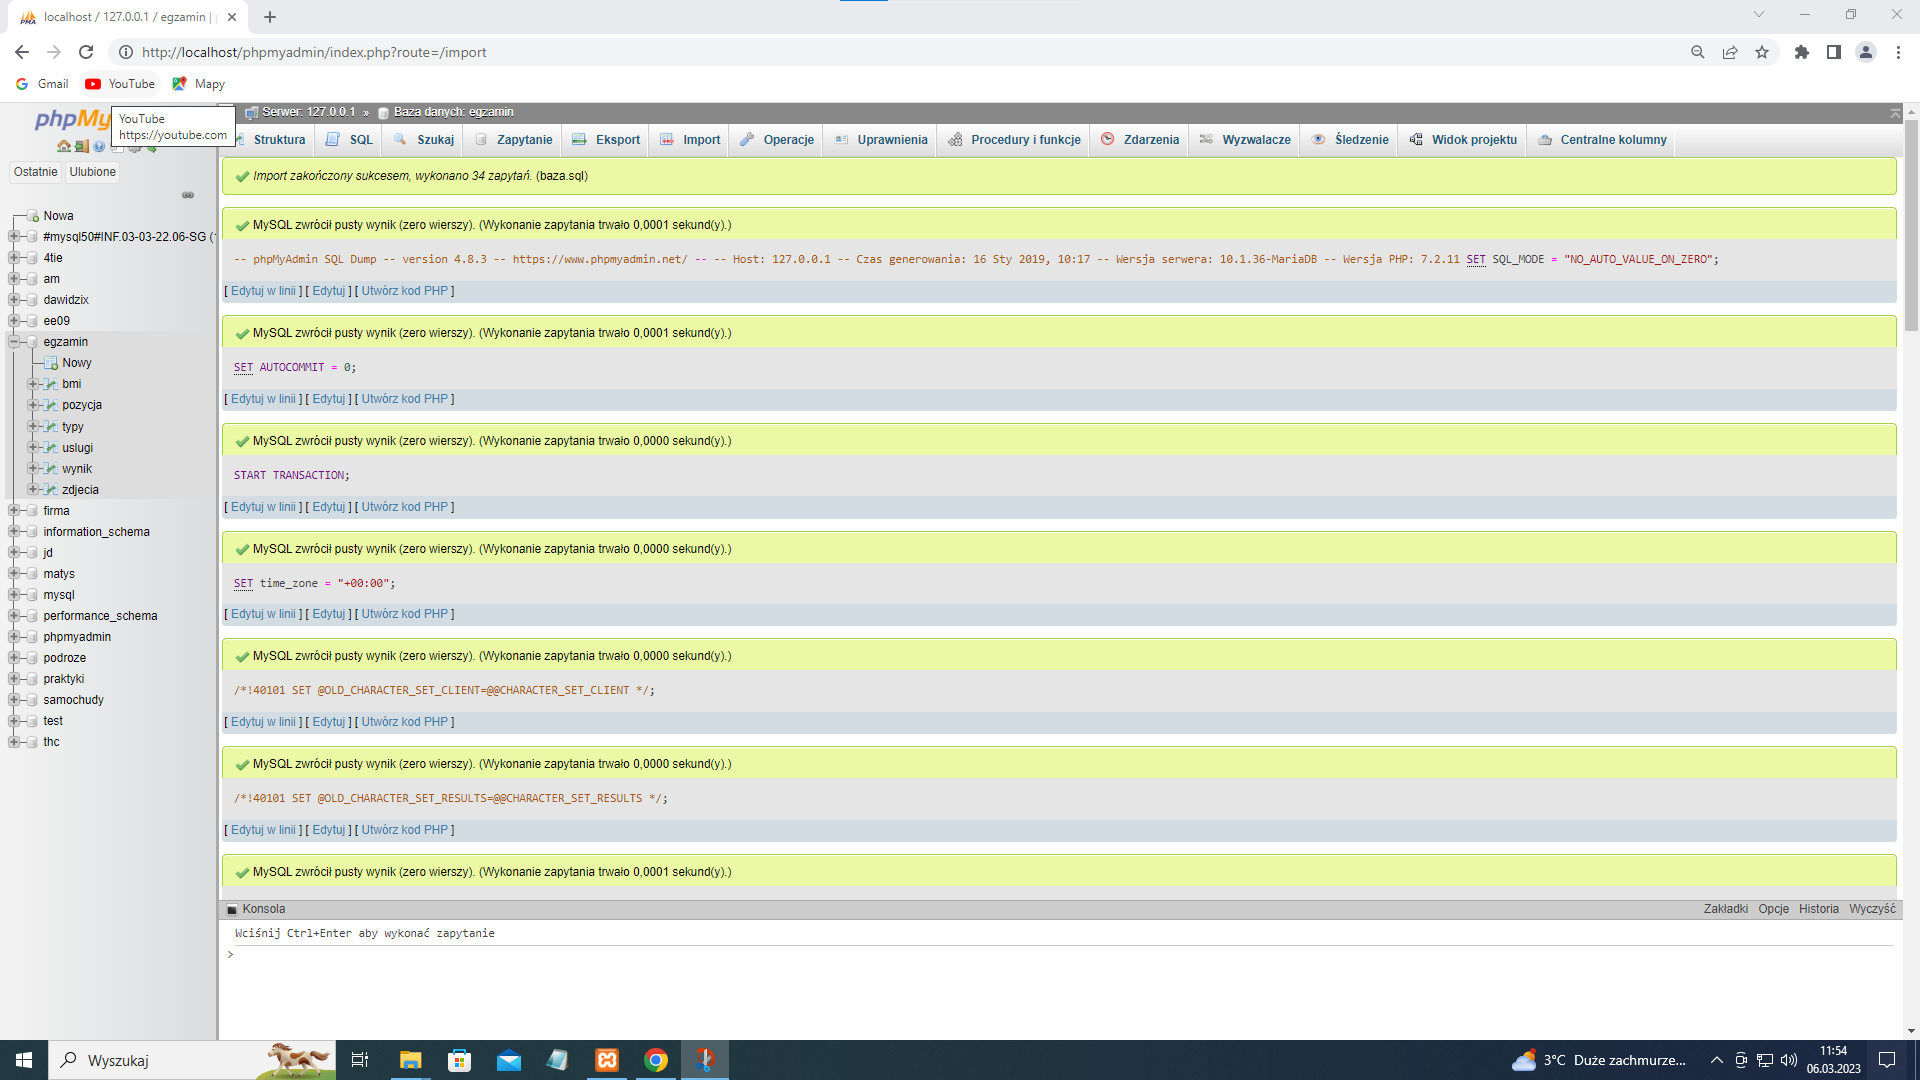 localhost / 127.0.0.1 / egzamin |
http://localhost/phpmyadmin/index.php?route=/import
Gmail YouTube Mapy
phpMy
YouTube
https://youtube.com
Serwer: 127.0.0.1 » Baza danych: egzamin
Struktura SQL Szukaj Zapytanie Eksport Import Operacje Uprawnienia Procedury i funkcje Zdarzenia Wyzwalacze Śledzenie Widok projektu Centralne kolumny
Ostatnie Ulubione
Nowa
#mysql50#INF.03-03-22.06-SG (
4tie
am
dawidzix
ee09
egzamin
Nowy
bmi
pozycja
typy
uslugi
wynik
zdjecia
firma
information_schema
jd
matys
mysql
performance_schema
phpmyadmin
podroze
praktyki
samochudy
test
thc
Import zakończony sukcesem, wykonano 34 zapytań. (baza.sql)
MySQL zwrócił pusty wynik (zero wierszy). (Wykonanie zapytania trwało 0,0001 sekund(y).)
-- phpMyAdmin SQL Dump -- version 4.8.3 -- https://www.phpmyadmin.net/ -- -- Host: 127.0.0.1 -- Czas generowania: 16 Sty 2019, 10:17 -- Wersja serwera: 10.1.36-MariaDB -- Wersja PHP: 7.2.11 SET SQL_MODE = "NO_AUTO_VALUE_ON_ZERO";
[ Edytuj w linii ] [ Edytuj ] [ Utwórz kod PHP ]
MySQL zwrócił pusty wynik (zero wierszy). (Wykonanie zapytania trwało 0,0001 sekund(y).)
SET AUTOCOMMIT = 0;
[ Edytuj w linii ] [ Edytuj ] [ Utwórz kod PHP ]
MySQL zwrócił pusty wynik (zero wierszy). (Wykonanie zapytania trwało 0,0000 sekund(y).)
START TRANSACTION;
[ Edytuj w linii ] [ Edytuj ] [ Utwórz kod PHP ]
MySQL zwrócił pusty wynik (zero wierszy). (Wykonanie zapytania trwało 0,0000 sekund(y).)
SET time_zone = "+00:00";
[ Edytuj w linii ] [ Edytuj ] [ Utwórz kod PHP ]
MySQL zwrócił pusty wynik (zero wierszy). (Wykonanie zapytania trwało 0,0000 sekund(y).)
/*!40101 SET @OLD_CHARACTER_SET_CLIENT=@@CHARACTER_SET_CLIENT */;
[ Edytuj w linii ] [ Edytuj ] [ Utwórz kod PHP ]
MySQL zwrócił pusty wynik (zero wierszy). (Wykonanie zapytania trwało 0,0000 sekund(y).)
/*!40101 SET @OLD_CHARACTER_SET_RESULTS=@@CHARACTER_SET_RESULTS */;
[ Edytuj w linii ] [ Edytuj ] [ Utwórz kod PHP ]
MySQL zwrócił pusty wynik (zero wierszy). (Wykonanie zapytania trwało 0,0001 sekund(y).)
Konsola Zakładki Opcje Historia Wyczyść
Wciśnij Ctrl+Enter aby wykonać zapytanie
>
Wyszukaj
3°C Duże zachmurze...
11:54
06.03.2023